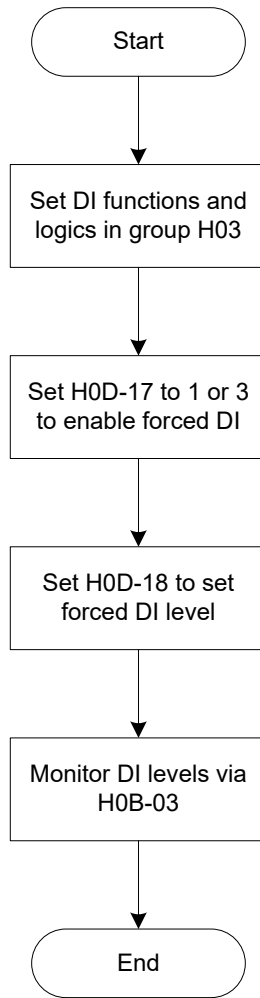 Start
Set DI functions and
logics in group H03
Set H0D-17 to 1 or 3
to enable forced DI
Set H0D-18 to set
forced DI level
Monitor DI levels via
H0B-03
End